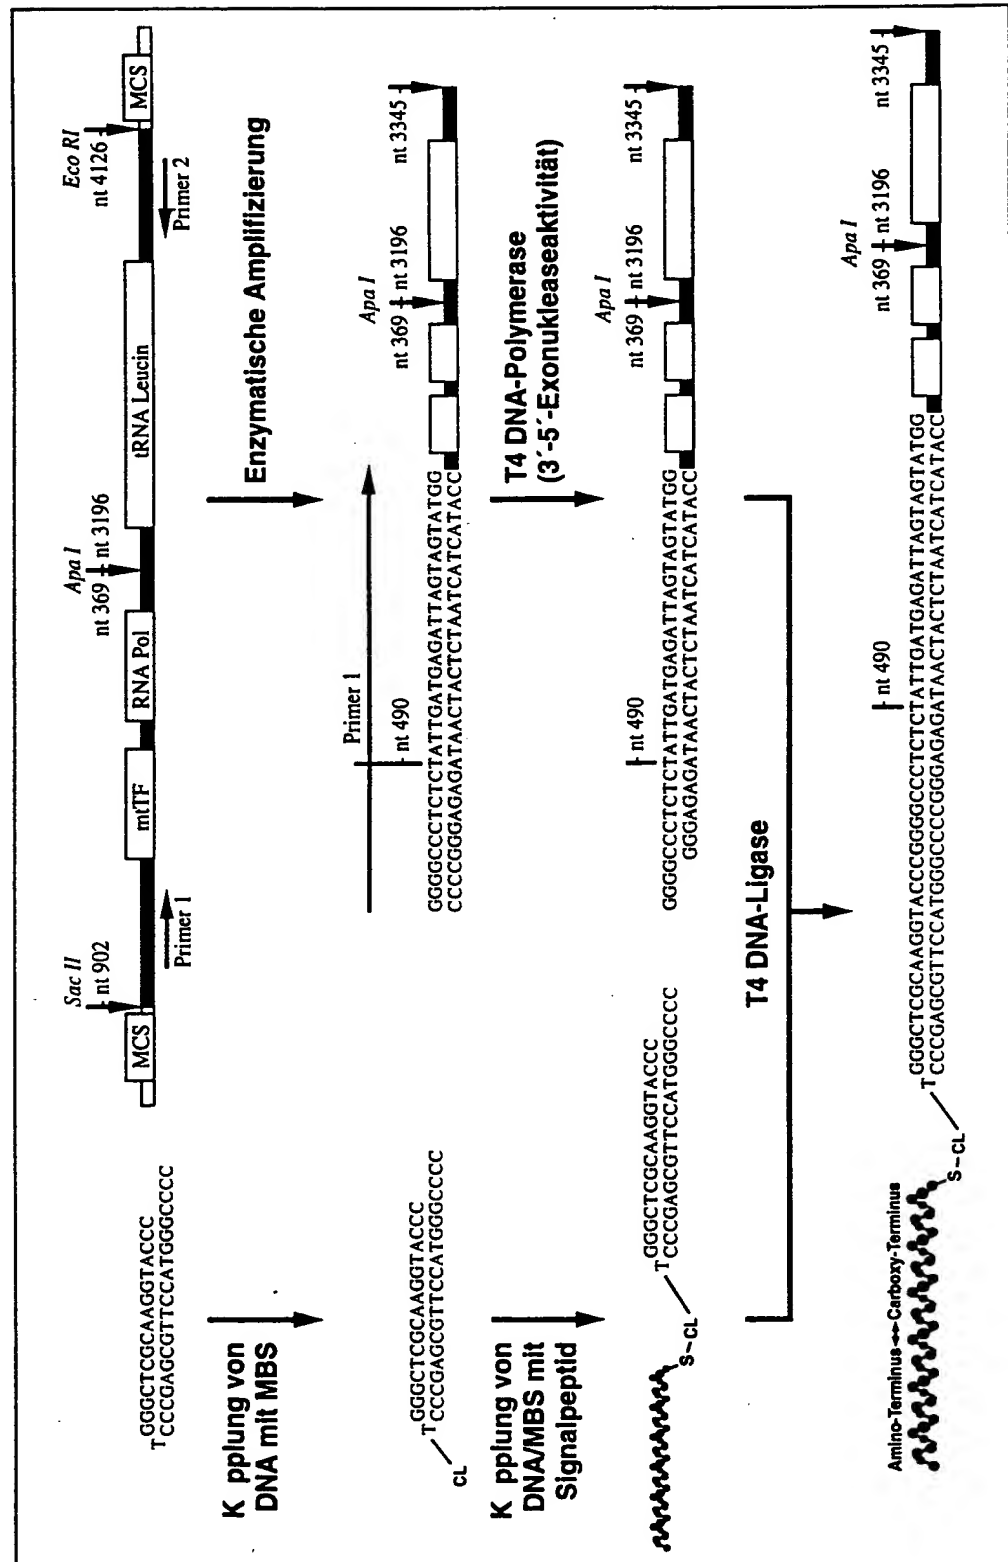 Sac II
nt 902
Apa I
nt 369
nt 3196
Eco RI
nt 4126
MCS
mtTF
RNA Pol
tRNA Leucin
MCS
Primer 1
Primer 2
T
GGGCTCGCAAGGTACCC
CCCGAGCGTTCCATGGGCCCC
K pplung von
DNA mit MBS
Enzymatische Amplifizierung
Primer 1
nt 490
Apa I
nt 369
nt 3196
nt 3345
T
GGGCTCGCAAGGTACCC
CCCGAGCGTTCCATGGGCCCC
CL
GGGGCCCTCTCTATTGATGAGATTAGTAGTATGG
CCCCGGGAGAGATAACTACTCTAATCATCATACC
K pplung von
DNA/MBS mit
Signalpeptid
T4 DNA-Polymerase
(3´-5´-Exonukleaseaktivität)
nt 490
Apa I
nt 369
nt 3196
nt 3345
T
GGGCTCGCAAGGTACCC
CCCGAGCGTTCCATGGGCCCC
S-CL
GGGGCCCTCTCTATTGATGAGATTAGTAGTATGG
GGGAGAGATAACTACTCTAATCATCATACC
T4 DNA-Ligase
nt 490
Apa I
nt 369
nt 3196
nt 3345
Amino-Terminus↔Carboxy-Terminus
S-CL
T
GGGCTCGCAAGGTACCCGGGGCCCTCTCTATTGATGAGATTAGTAGTATGG
CCCGAGCGTTCCATGGGCCCCGGGAGAGATAACTACTCTAATCATCATACC